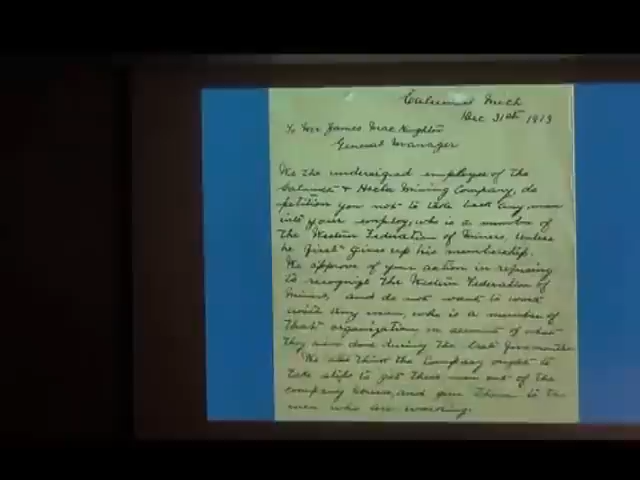 Calumet Mich
Dec 31st 1913
To Mr. James MacNaughton
General Manager
We the undersigned employes of the
Calumet & Hecla Mining Company, do
petition you not to take back any man
into your employ, who is a member of
The Western Federation of Miners, unless
he first gives up his membership.
We approve of your action in refusing
to recognize The Western Federation of
Miners, and do not want to work
with any man, who is a member of
that organization on account of what
they have done during the last five months
We also think the Company ought to
take steps to get these men out of the
company houses, and give them to the
men who are working.